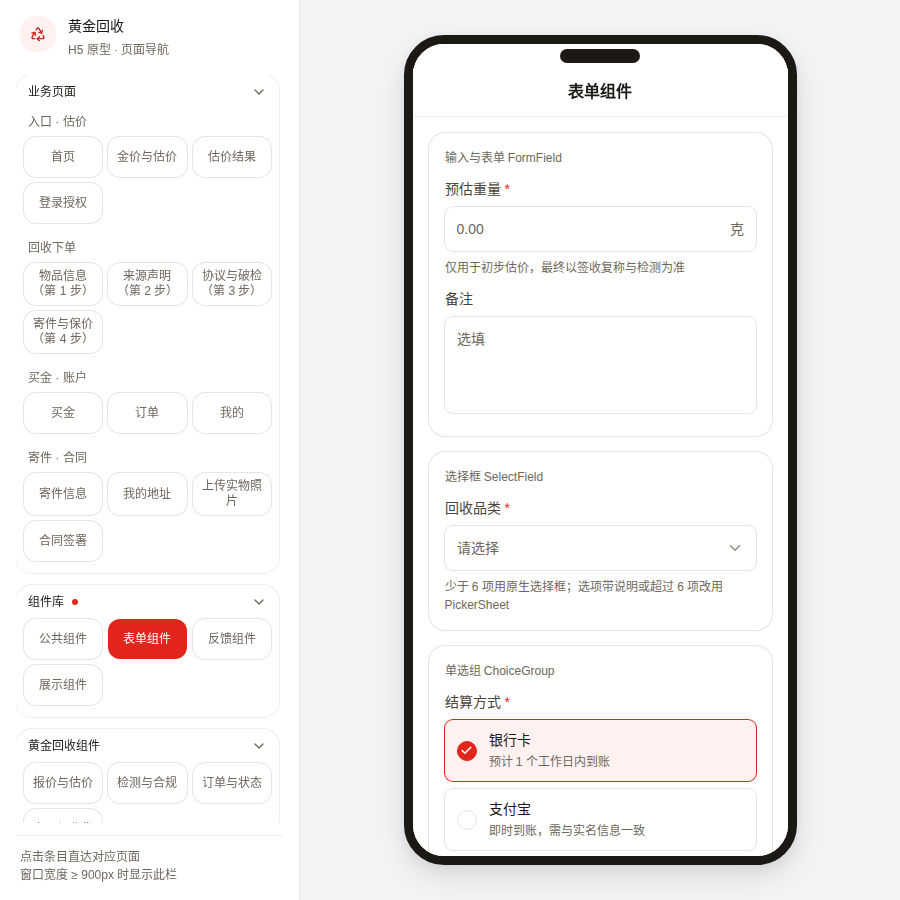 黄金回收
H5 原型 · 页面导航
业务页面
入口 · 估价
首页
金价与估价
估价结果
登录授权
回收下单
物品信息
（第 1 步）
来源声明
（第 2 步）
协议与破检
（第 3 步）
寄件与保价
（第 4 步）
买金 · 账户
买金
订单
我的
寄件 · 合同
寄件信息
我的地址
上传实物照
片
合同签署
组件库
公共组件
表单组件
反馈组件
展示组件
黄金回收组件
报价与估价
检测与合规
订单与状态
点击条目直达对应页面
窗口宽度 ≥ 900px 时显示此栏
表单组件
输入与表单 FormField
预估重量 *
0.00
克
仅用于初步估价，最终以签收复称与检测为准
备注
选填
选择框 SelectField
回收品类 *
请选择
少于 6 项用原生选择框；选项带说明或超过 6 项改用
PickerSheet
单选组 ChoiceGroup
结算方式 *
银行卡
预计 1 个工作日内到账
支付宝
即时到账，需与实名信息一致